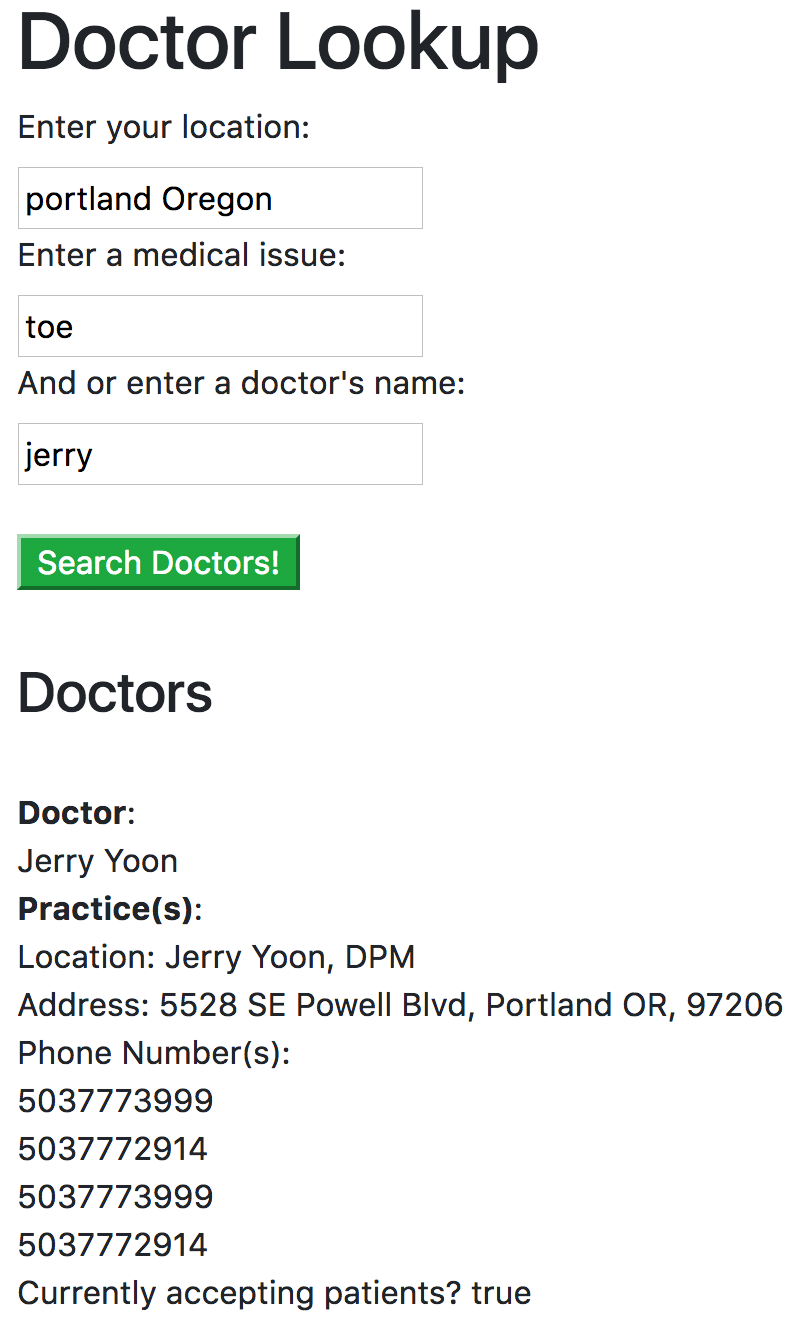 Doctor Lookup
Enter your location:
portland Oregon
Enter a medical issue:
toe
And or enter a doctor's name:
jerry
Search Doctors!
Doctors
Doctor:
Jerry Yoon
Practice(s):
Location: Jerry Yoon, DPM
Address: 5528 SE Powell Blvd, Portland OR, 97206
Phone Number(s):
5037773999
5037772914
5037773999
5037772914
Currently accepting patients? true